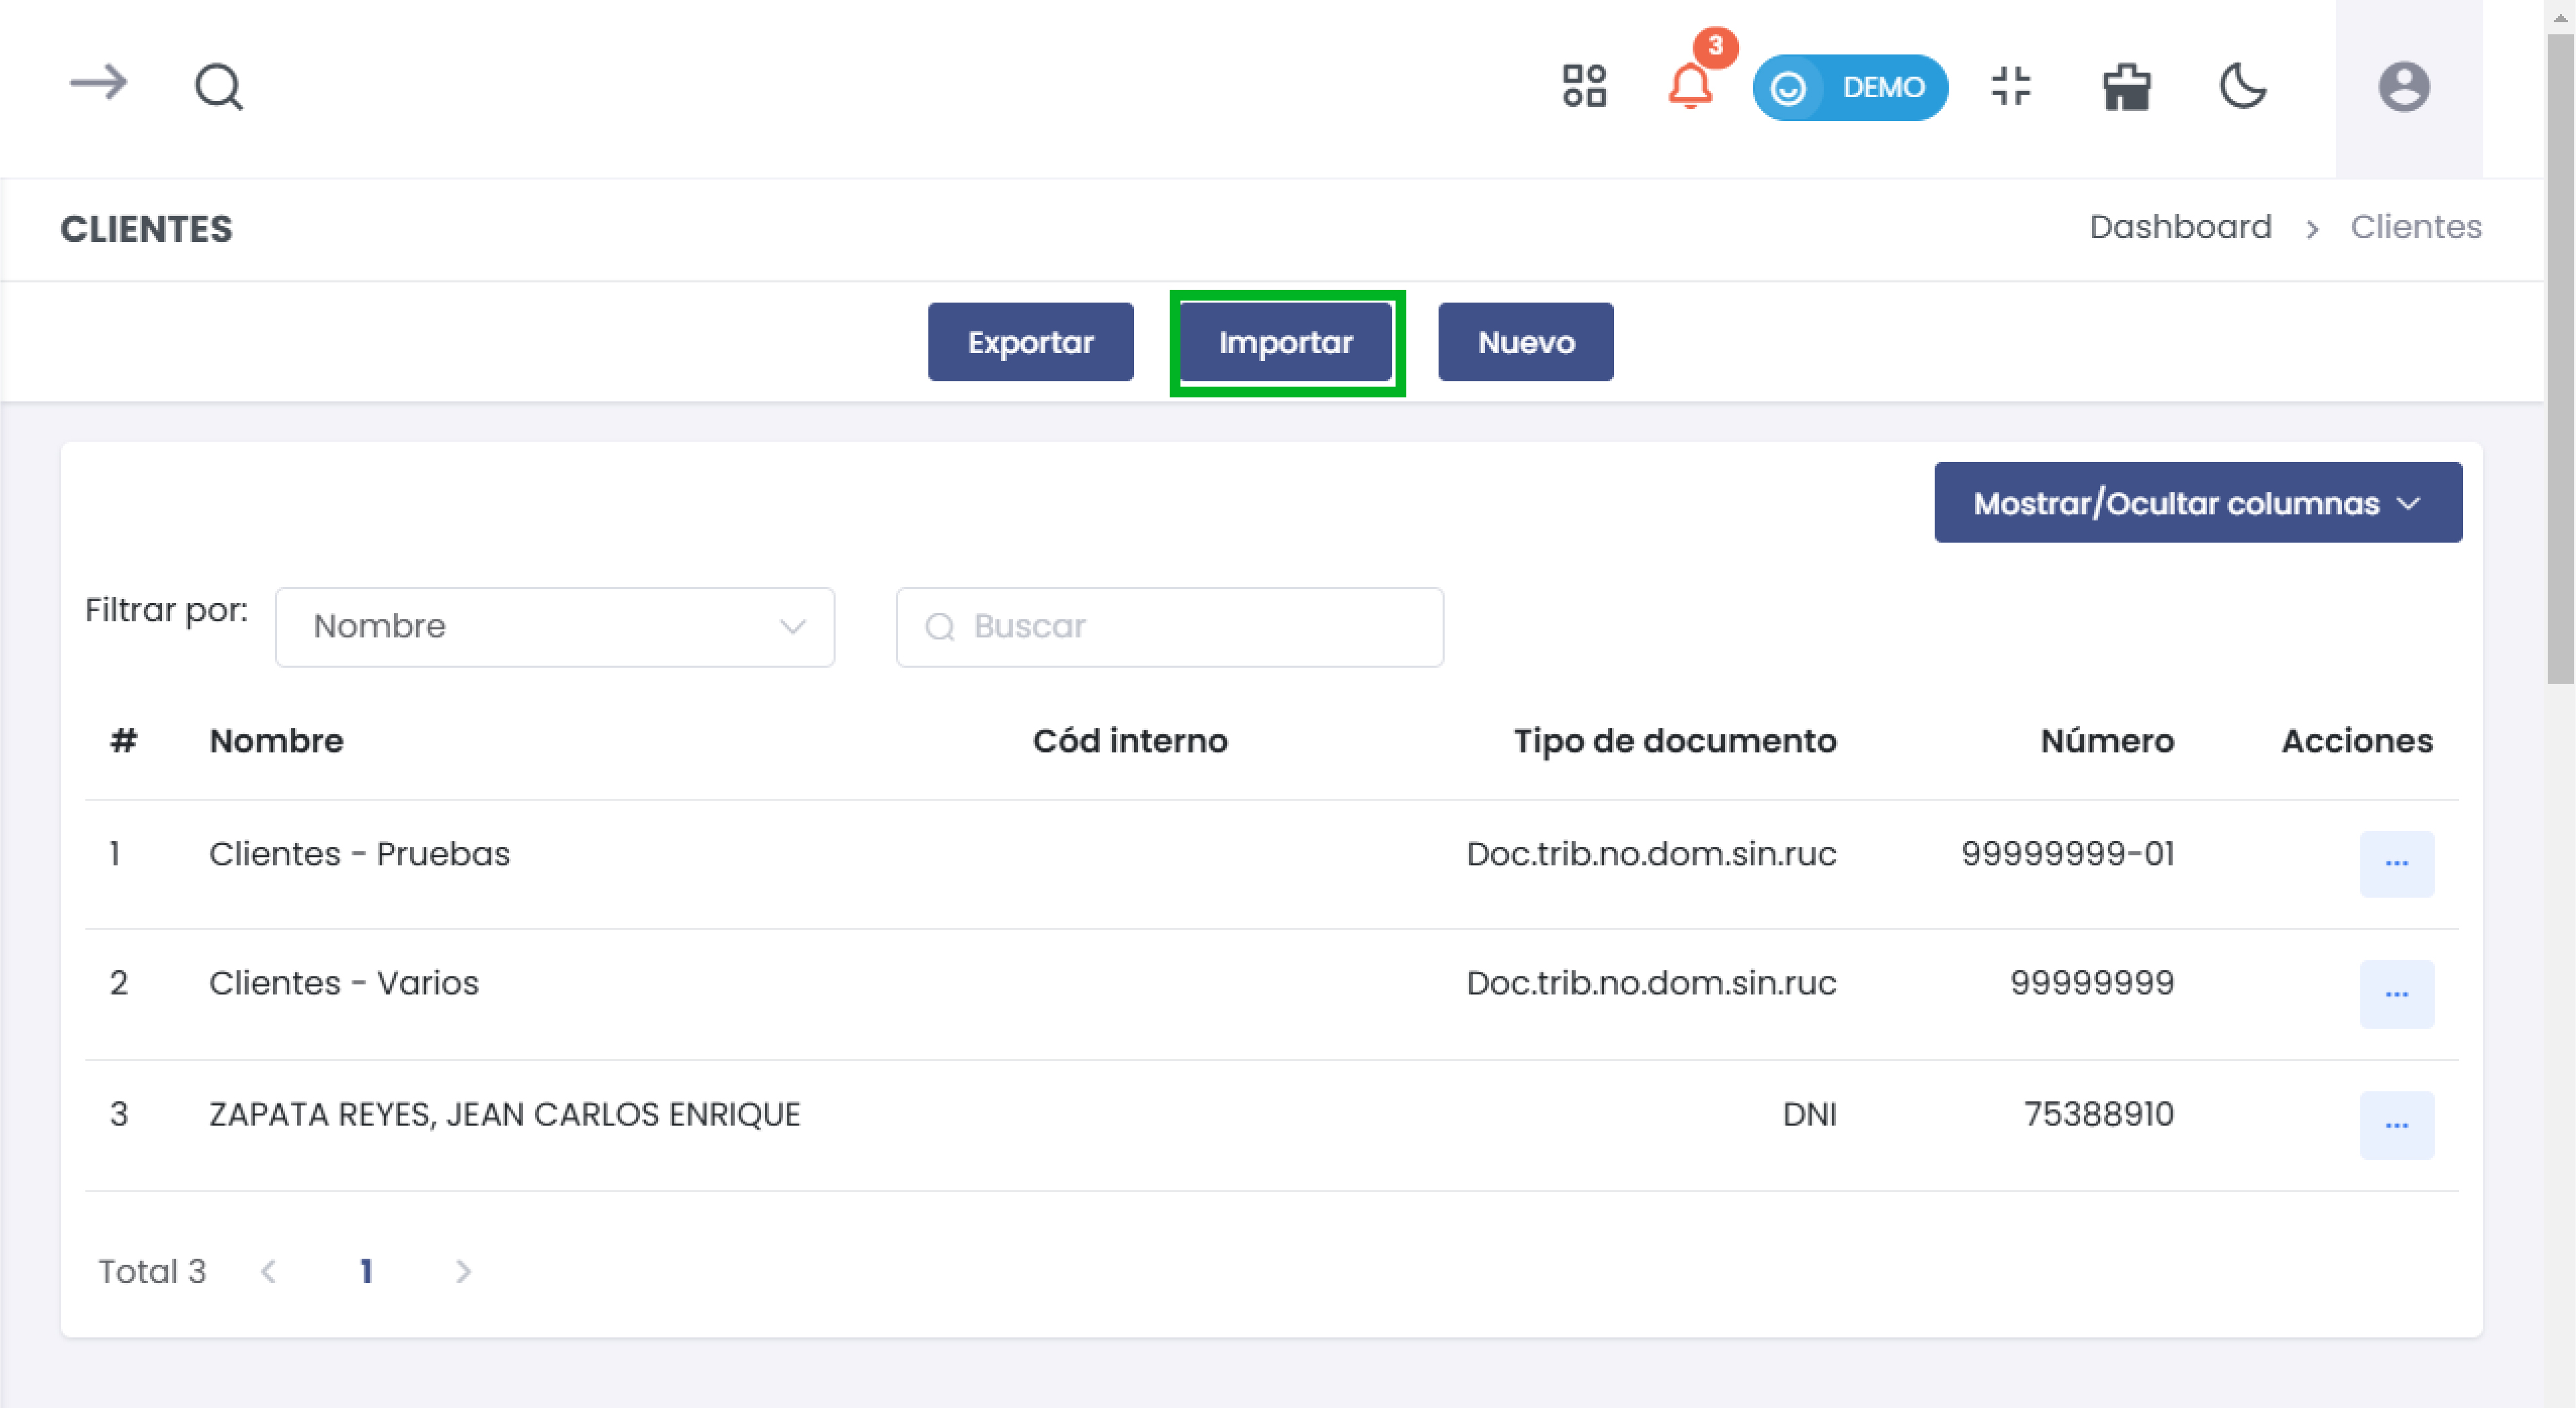 3
DEMO
CLIENTES
Dashboard > Clientes
Exportar Importar Nuevo
Mostrar/Ocultar columnas
Filtrar por: Nombre Buscar
# Nombre Cód interno Tipo de documento Número Acciones
1 Clientes - Pruebas Doc.trib.no.dom.sin.ruc 99999999-01 ...
2 Clientes - Varios Doc.trib.no.dom.sin.ruc 99999999 ...
3 ZAPATA REYES, JEAN CARLOS ENRIQUE DNI 75388910 ...
Total 3 < 1 >